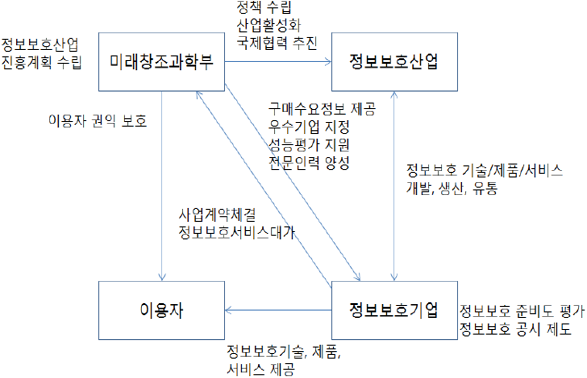 정책 수립
산업활성화
국제협력 추진
정보보호산업
진흥계획 수립
미래창조과학부
정보보호산업
구매수요정보 제공
우수기업 지정
성능평가 지원
전문인력 양성
이용자 권익 보호
정보보호 기술/제품/서비스
개발, 생산, 유통
사업계약체결
정보보호서비스대가
이용자
정보보호기업
정보보호 준비도 평가
정보보호 공시 제도
정보보호기술, 제품,
서비스 제공